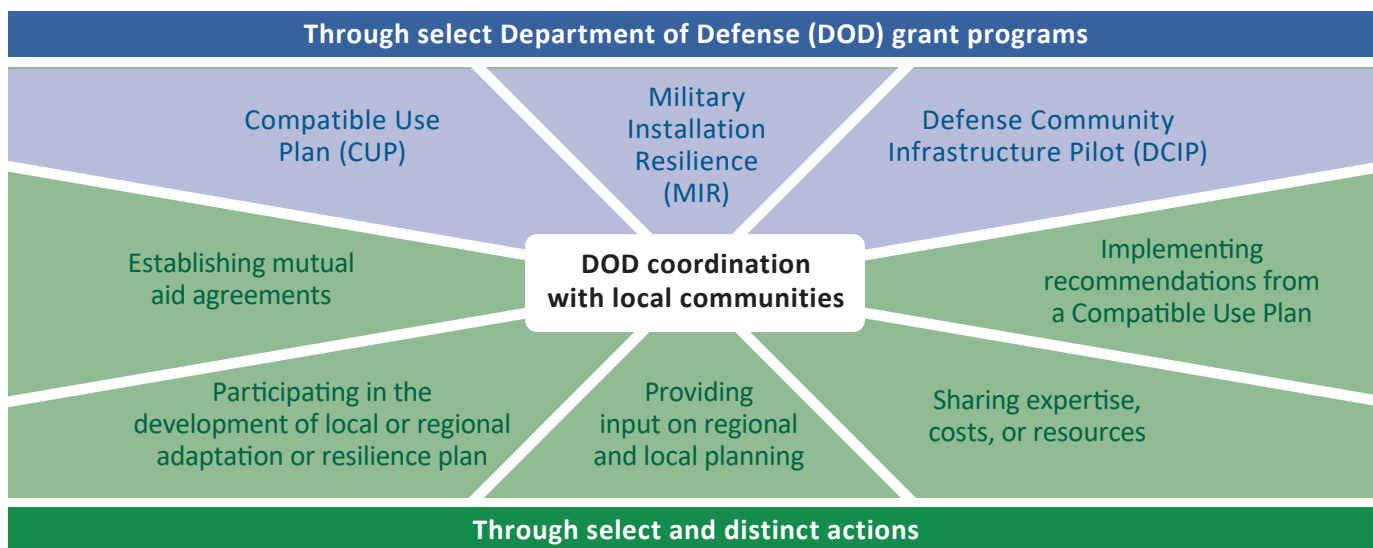 Through select Department of Defense (DOD) grant programs
Compatible Use
Plan (CUP)
Military
Installation
Resilience
(MIR)
Defense Community
Infrastructure Pilot (DCIP)
Establishing mutual
aid agreements
DOD coordination
with local communities
Implementing
recommendations from
a Compatible Use Plan
Participating in the
development of local or regional
adaptation or resilience plan
Providing
input on regional
and local planning
Sharing expertise,
costs, or resources
Through select and distinct actions